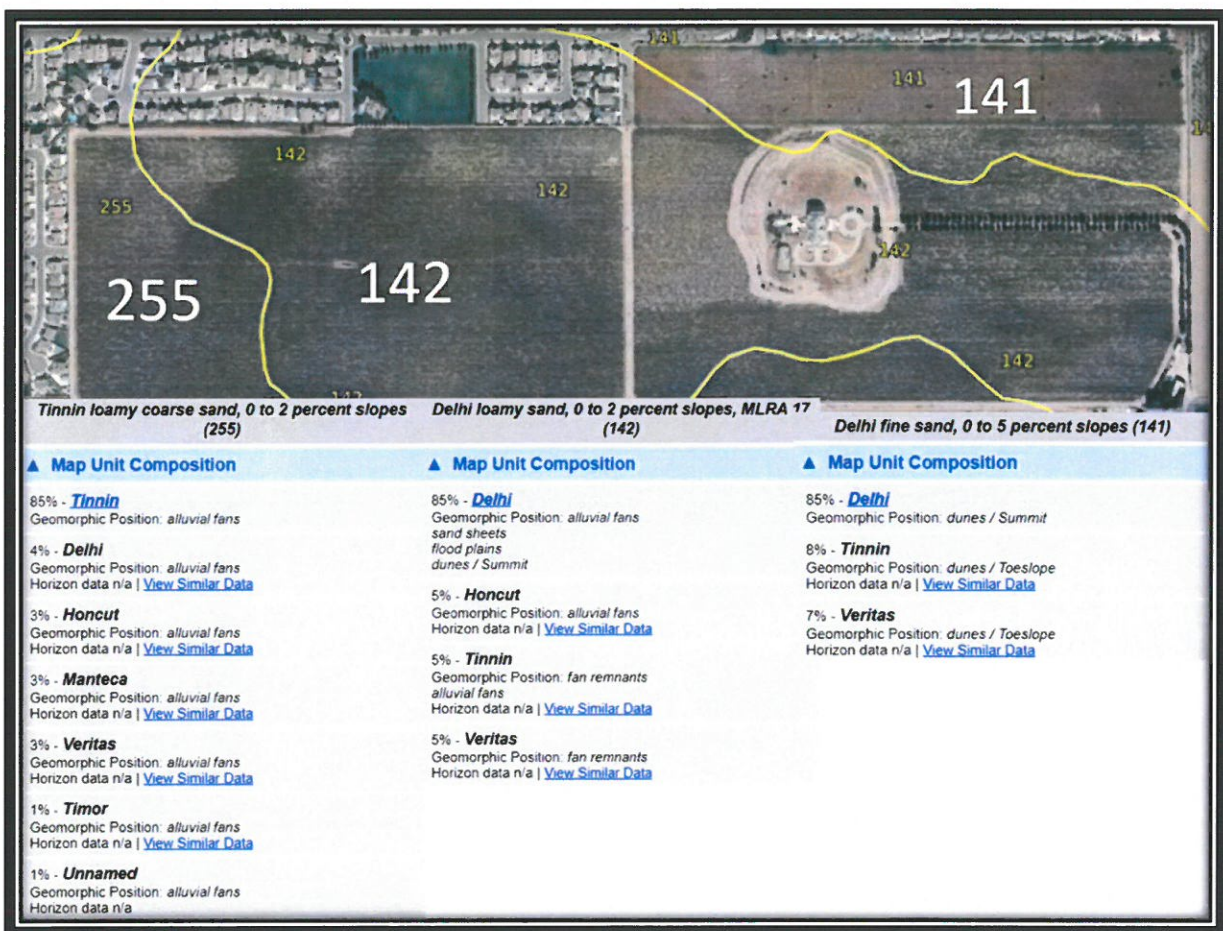 141
141
141
14
142
142
255
142
255
142
142
Tinnin loamy coarse sand, 0 to 2 percent slopes
(255)
Delhi loamy sand, 0 to 2 percent slopes, MLRA 17
(142)
Delhi fine sand, 0 to 5 percent slopes (141)
▲ Map Unit Composition
85% - Tinnin
Geomorphic Position: alluvial fans
4% - Delhi
Geomorphic Position: alluvial fans
Horizon data n/a | View Similar Data
3% - Honcut
Geomorphic Position: alluvial fans
Horizon data n/a | View Similar Data
3% - Manteca
Geomorphic Position: alluvial fans
Horizon data n/a | View Similar Data
3% - Veritas
Geomorphic Position: alluvial fans
Horizon data n/a | View Similar Data
1% - Timor
Geomorphic Position: alluvial fans
Horizon data n/a | View Similar Data
1% - Unnamed
Geomorphic Position: alluvial fans
Horizon data n/a
▲ Map Unit Composition
85% - Delhi
Geomorphic Position: alluvial fans
sand sheets
flood plains
dunes / Summit
5% - Honcut
Geomorphic Position: alluvial fans
Horizon data n/a | View Similar Data
5% - Tinnin
Geomorphic Position: fan remnants
alluvial fans
Horizon data n/a | View Similar Data
5% - Veritas
Geomorphic Position: fan remnants
Horizon data n/a | View Similar Data
▲ Map Unit Composition
85% - Delhi
Geomorphic Position: dunes / Summit
8% - Tinnin
Geomorphic Position: dunes / Toeslope
Horizon data n/a | View Similar Data
7% - Veritas
Geomorphic Position: dunes / Toeslope
Horizon data n/a | View Similar Data